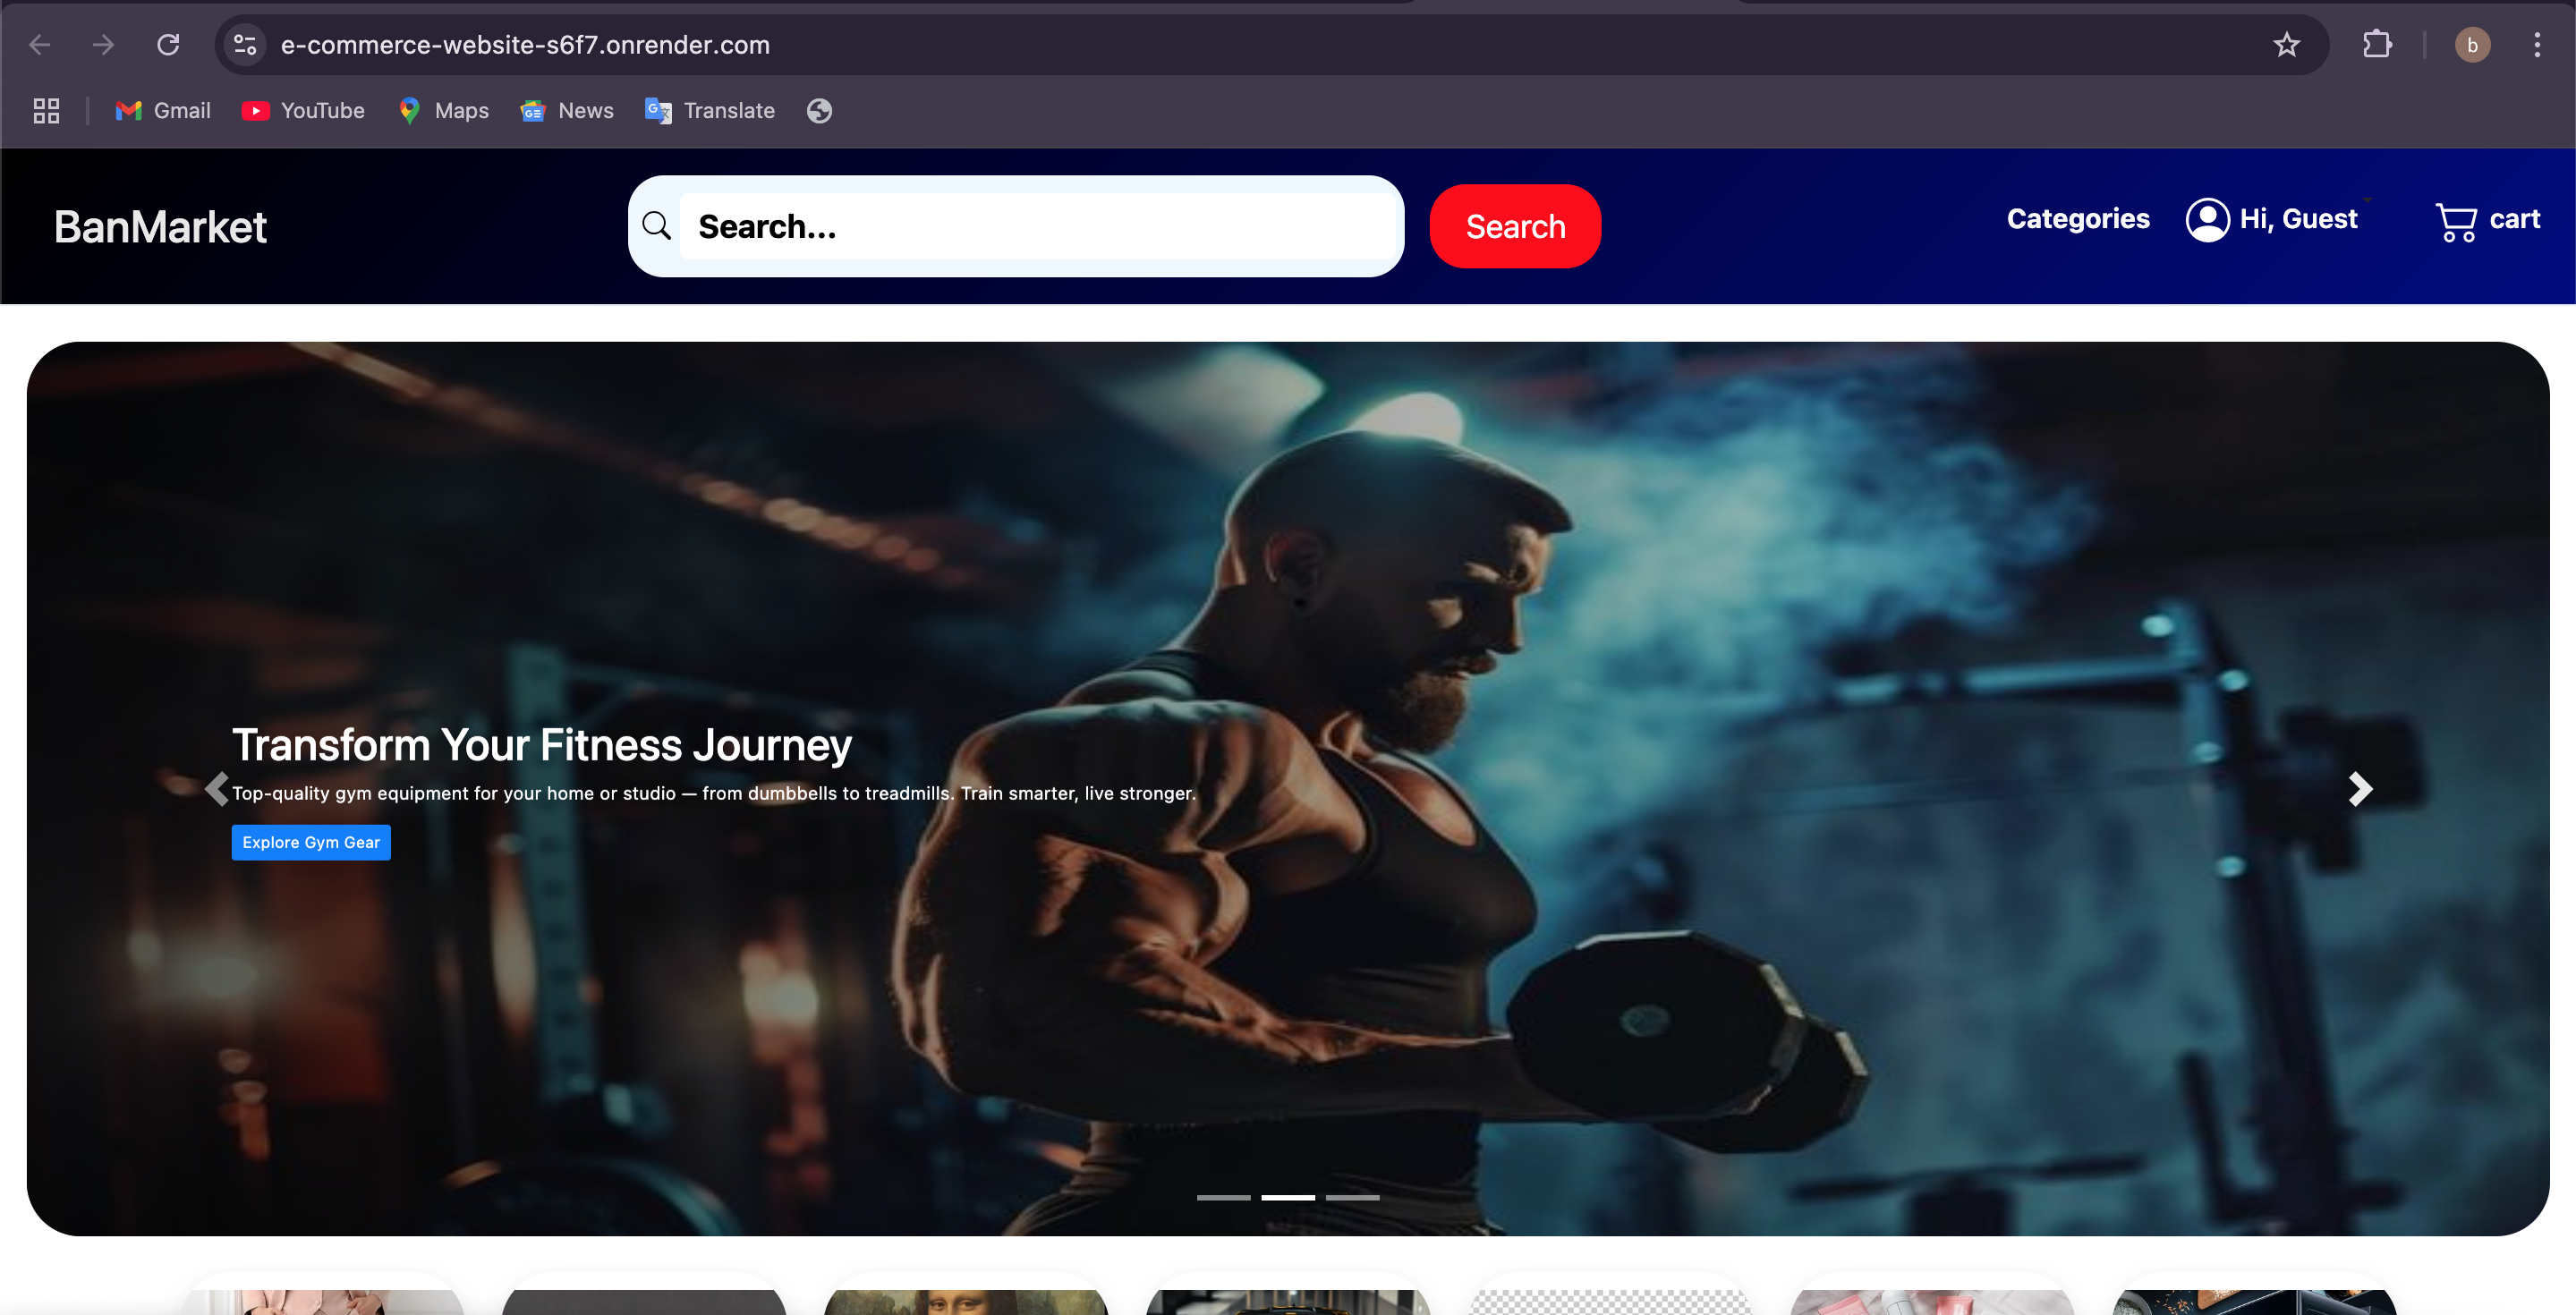 e-commerce-website-s6f7.onrender.com
b
Gmail
YouTube
Maps
News
Translate
BanMarket
Search...
Search
Categories
Hi, Guest
cart
Transform Your Fitness Journey
Top-quality gym equipment for your home or studio — from dumbbells to treadmills. Train smarter, live stronger.
Explore Gym Gear